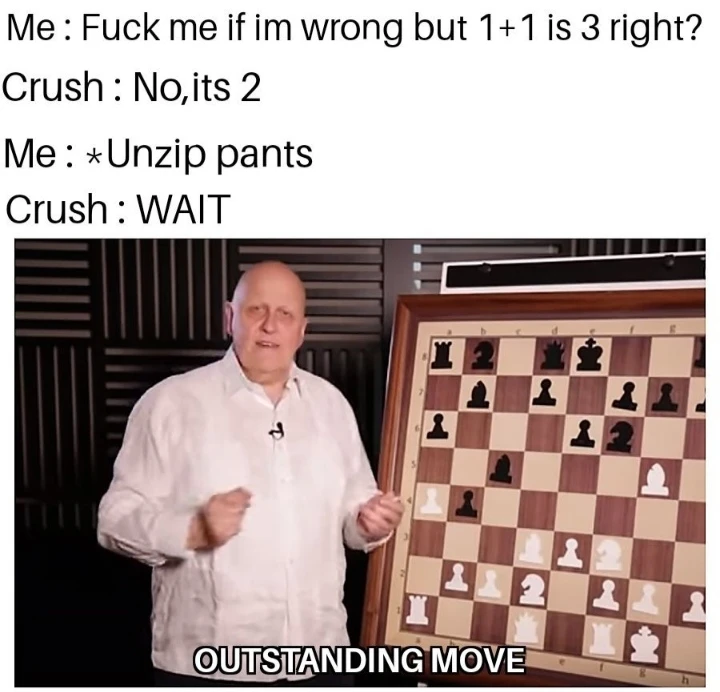 Me : Fuck me if im wrong but 1+1 is 3 right?
Crush : No,its 2
Me : *Unzip pants
Crush : WAIT
OUTSTANDING MOVE